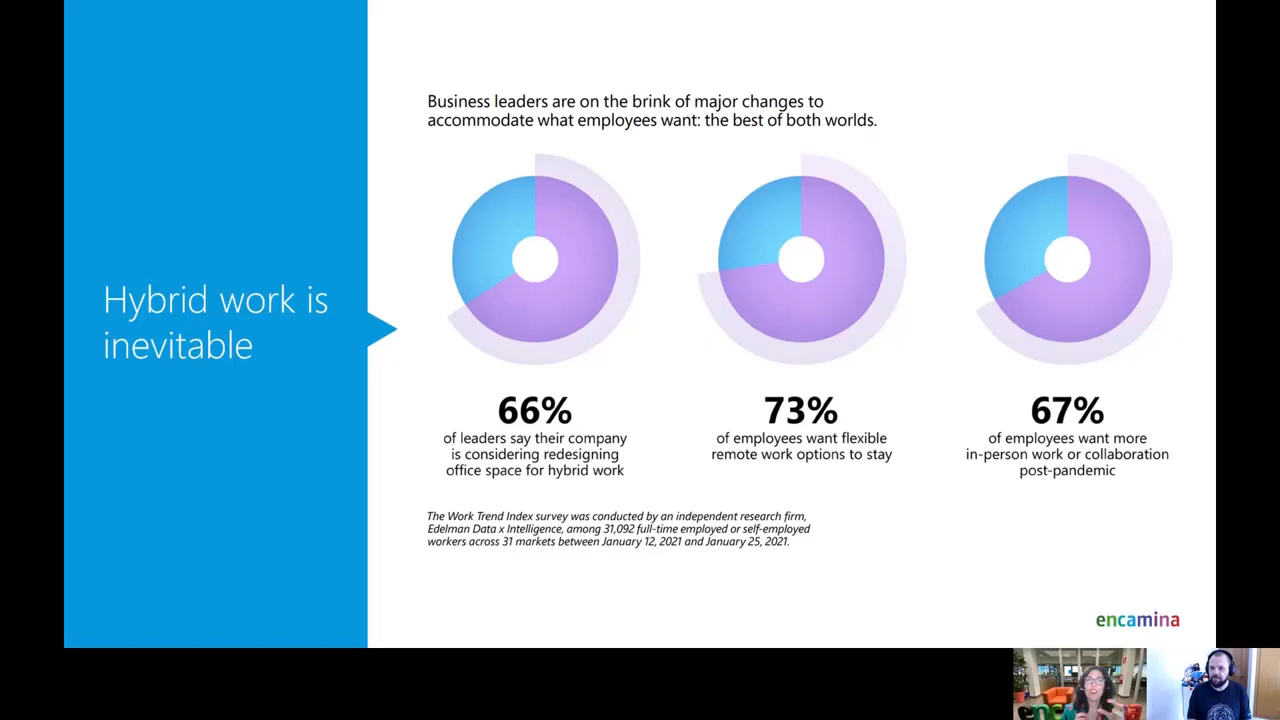 Hybrid work is
inevitable
Business leaders are on the brink of major changes to
accommodate what employees want: the best of both worlds.
66%
of leaders say their company
is considering redesigning
office space for hybrid work
73%
of employees want flexible
remote work options to stay
67%
of employees want more
in-person work or collaboration
post-pandemic
The Work Trend Index survey was conducted by an independent research firm,
Edelman Data x Intelligence, among 31,092 full-time employed or self-employed
workers across 31 markets between January 12, 2021 and January 25, 2021.
encamina